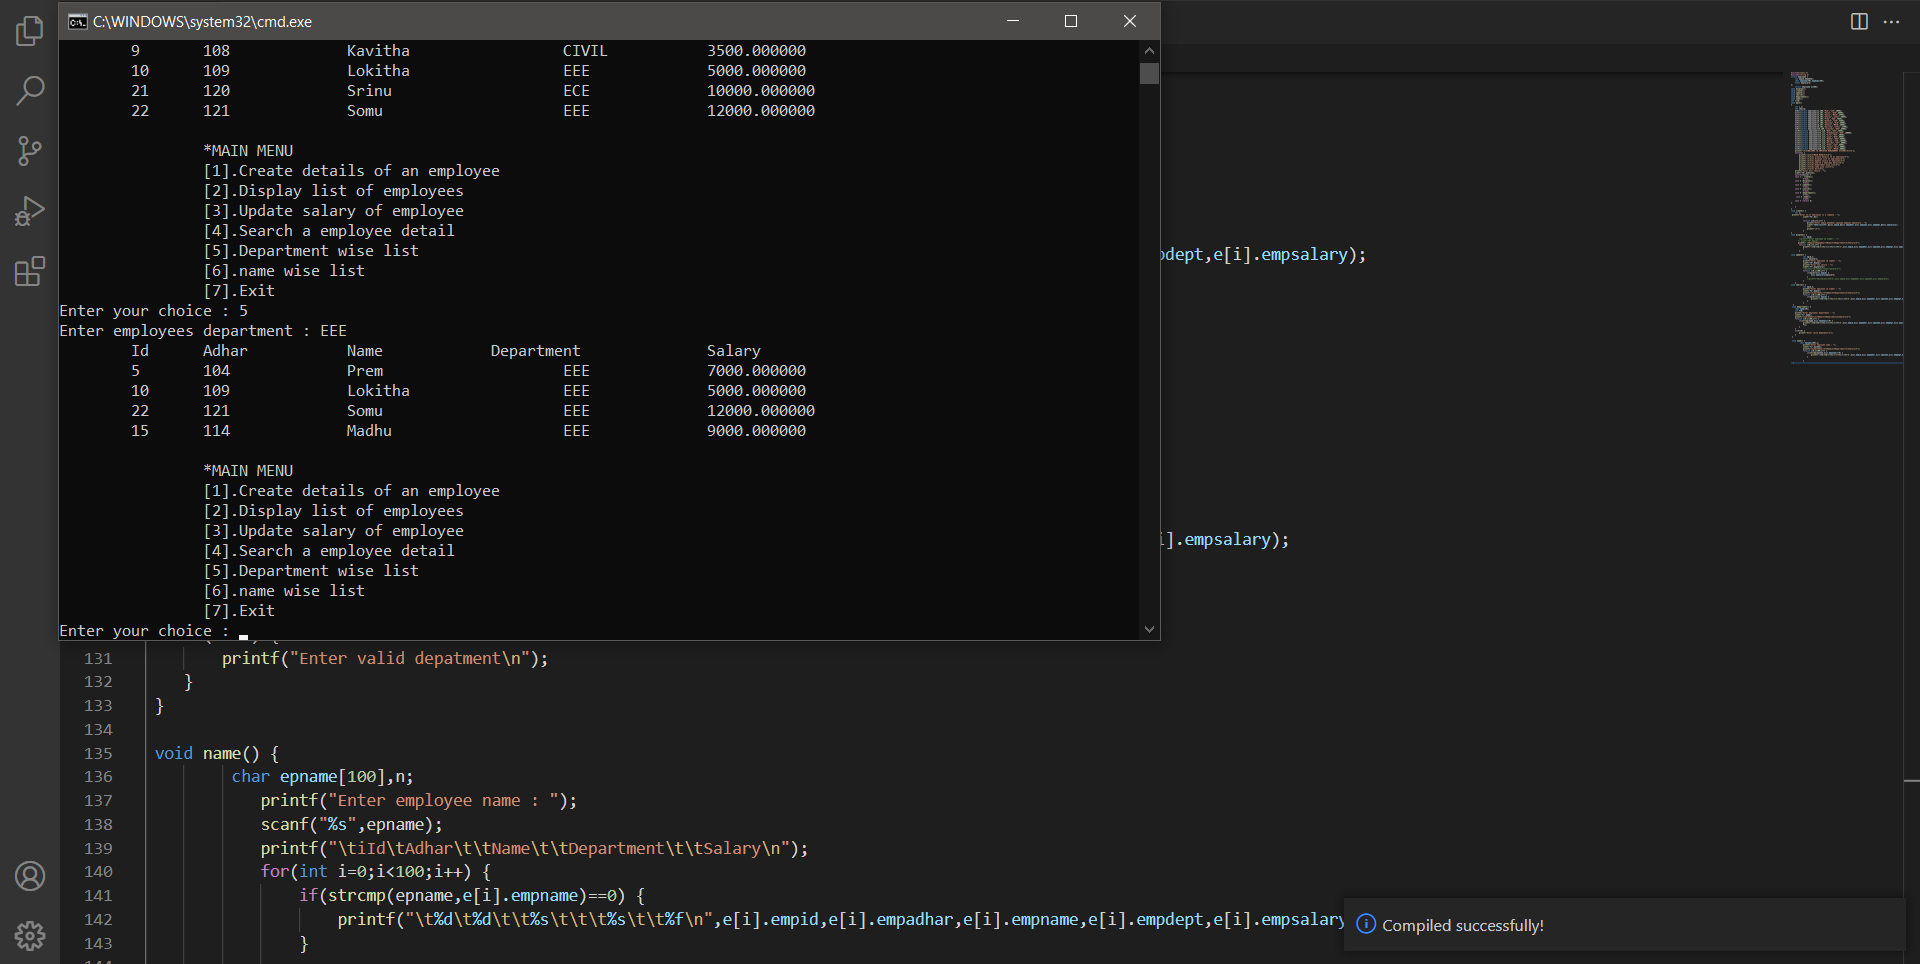 C:\WINDOWS\system32\cmd.exe
9 108 Kavitha CIVIL 3500.000000
10 109 Lokitha EEE 5000.000000
21 120 Srinu ECE 10000.000000
22 121 Somu EEE 12000.000000
*MAIN MENU
[1].Create details of an employee
[2].Display list of employees
[3].Update salary of employee
[4].Search a employee detail
[5].Department wise list
[6].name wise list
[7].Exit
Enter your choice : 5
Enter employees department : EEE
Id Adhar Name Department Salary
5 104 Prem EEE 7000.000000
10 109 Lokitha EEE 5000.000000
22 121 Somu EEE 12000.000000
15 114 Madhu EEE 9000.000000
*MAIN MENU
[1].Create details of an employee
[2].Display list of employees
[3].Update salary of employee
[4].Search a employee detail
[5].Department wise list
[6].name wise list
[7].Exit
Enter your choice :
pdept,e[i].empsalary);
i].empsalary);
131 printf("Enter valid depatment\n");
132 }
133 }
134
135 void name() {
136 char epname[100],n;
137 printf("Enter employee name : ");
138 scanf("%s",epname);
139 printf("\tiId\tAdhar\t\tName\t\tDepartment\t\tSalary\n");
140 for(int i=0;i<100;i++) {
141 if(strcmp(epname,e[i].empname)==0) {
142 printf("\t%d\t%d\t\t%s\t\t\t%s\t\t%f\n",e[i].empid,e[i].empadhar,e[i].empname,e[i].empdept,e[i].empsalary
143 }
Compiled successfully!